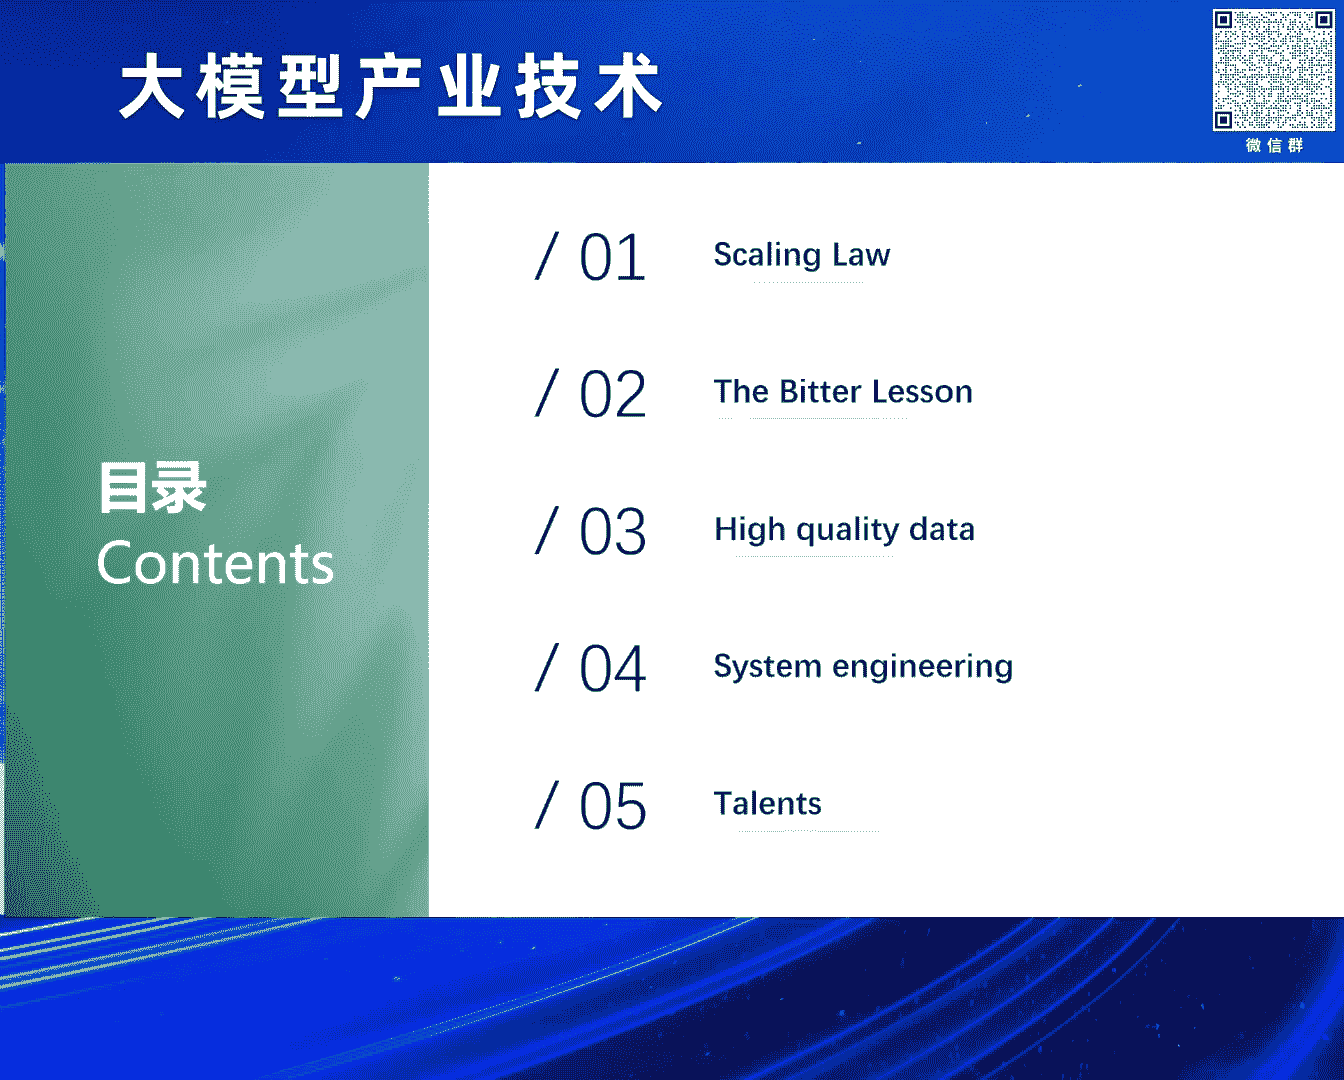 大模型产业技术
微信群
目录
Contents
/ 01 Scaling Law
/ 02 The Bitter Lesson
/ 03 High quality data
/ 04 System engineering
/ 05 Talents